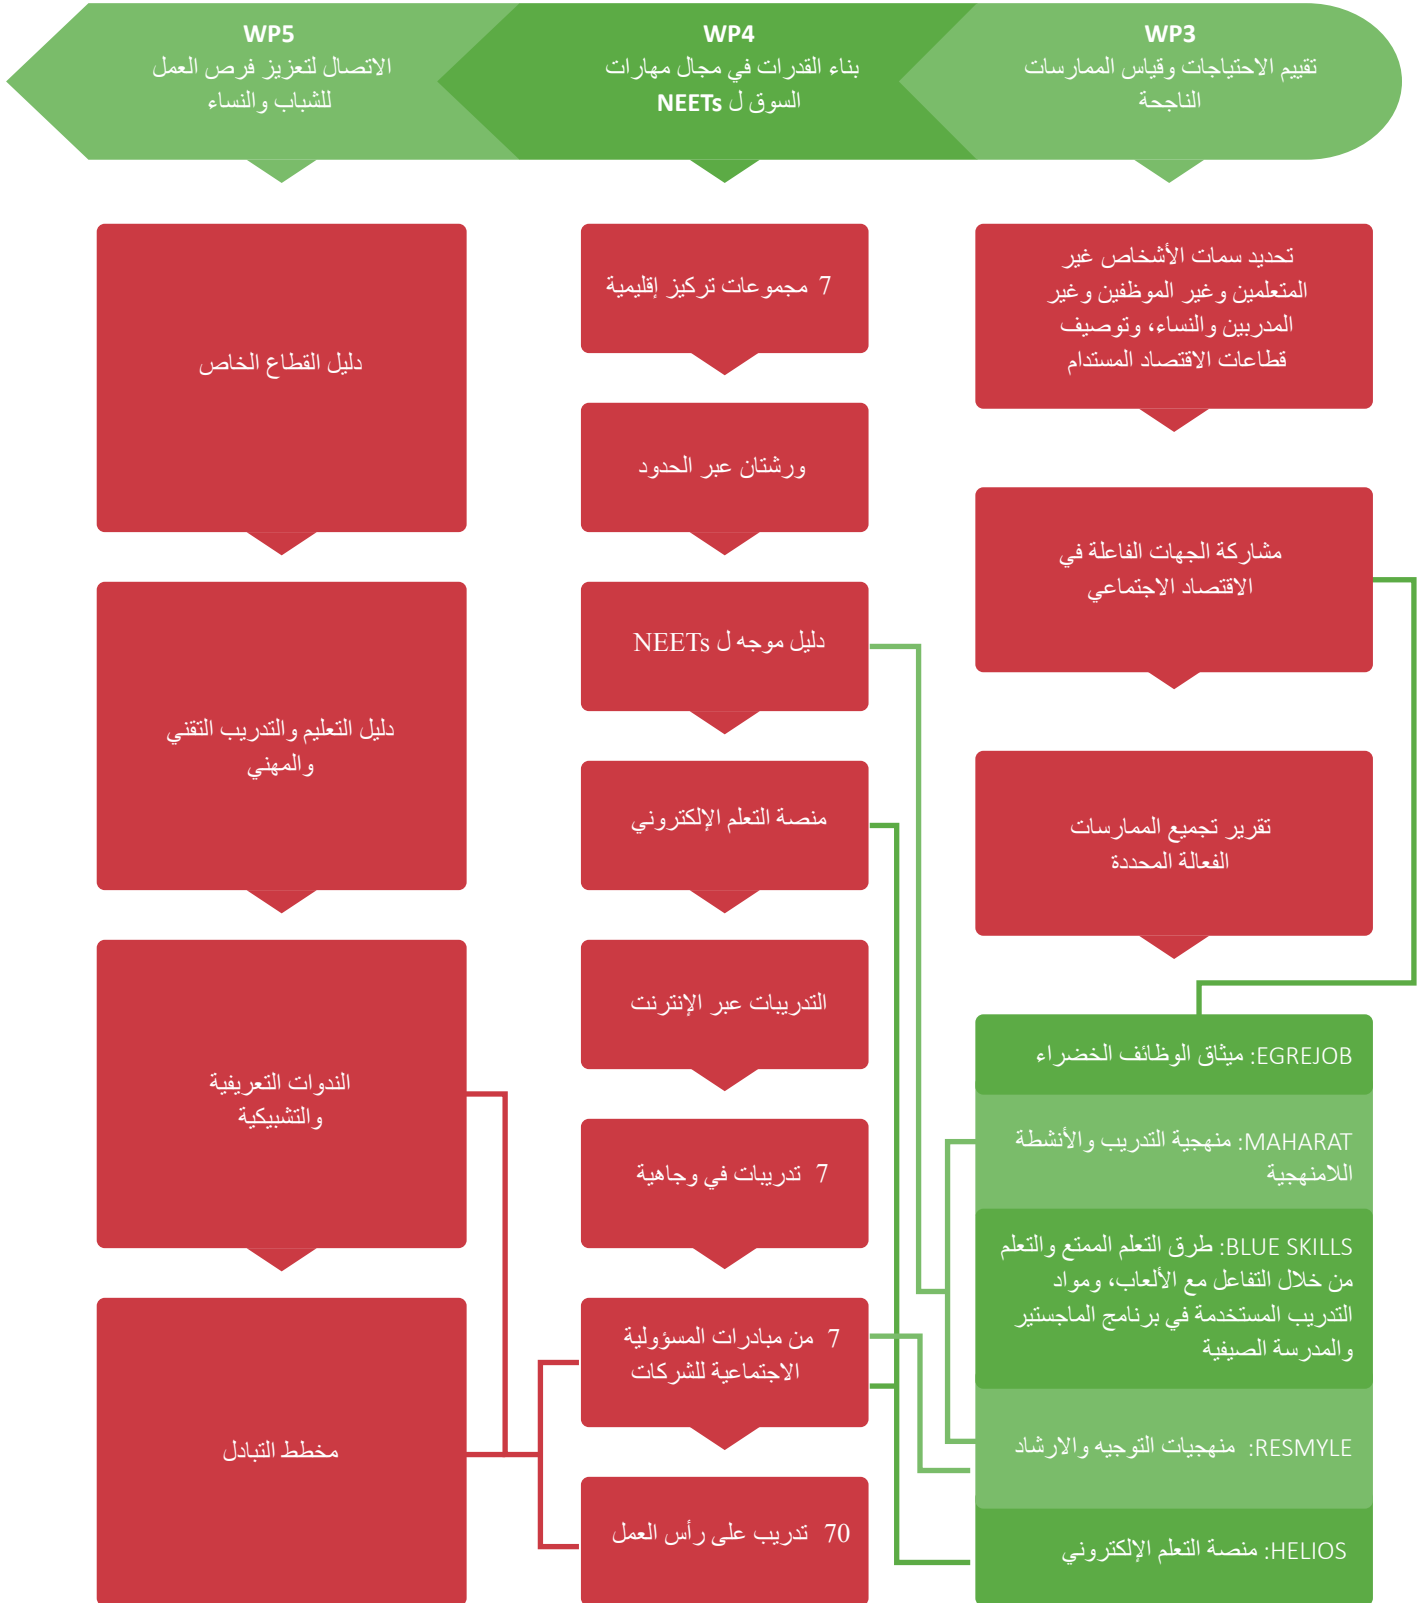 WP3
تقييم الاحتياجات وقياس الممارسات
الناجحة
WP4
بناء القدرات في مجال مهارات
السوق ل NEETs
WP5
الاتصال لتعزيز فرص العمل
للشباب والنساء
تحديد سمات الأشخاص غير
المتعلمين وغير الموظفين وغير
المدربين والنساء، وتوصيف
قطاعات الاقتصاد المستدام
مشاركة الجهات الفاعلة في
الاقتصاد الاجتماعي
تقرير تجميع الممارسات
الفعالة المحددة
EGREJOB: ميثاق الوظائف الخضراء
MAHARAT: منهجية التدريب والأنشطة
اللامنهجية
BLUE SKILLS: طرق التعلم الممتع والتعلم
من خلال التفاعل مع الألعاب، ومواد
التدريب المستخدمة في برنامج الماجستير
والمدرسة الصيفية
RESMYLE: منهجيات التوجيه والارشاد
HELIOS: منصة التعلم الإلكتروني
7 مجموعات تركيز إقليمية
ورشتان عبر الحدود
دليل موجه ل NEETs
منصة التعلم الإلكتروني
التدريبات عبر الإنترنت
7 تدريبات في وجاهية
7 من مبادرات المسؤولية
الاجتماعية للشركات
70 تدريب على رأس العمل
دليل القطاع الخاص
دليل التعليم والتدريب التقني
والمهني
الندوات التعريفية
والتشبيكية
مخطط التبادل